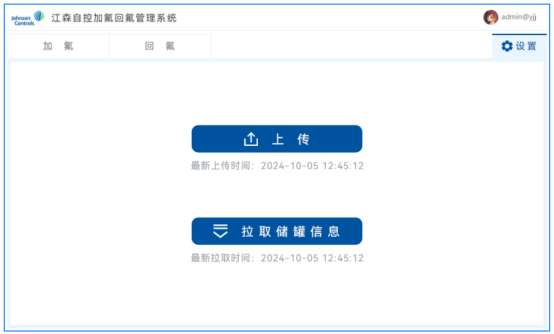 Johnson Controls 江森自控加氟回氟管理系统 admin@yjj
加 氟 回 氟 设置
上 传
最新上传时间：2024-10-05 12:45:12
拉取储罐信息
最新拉取时间：2024-10-05 12:45:12